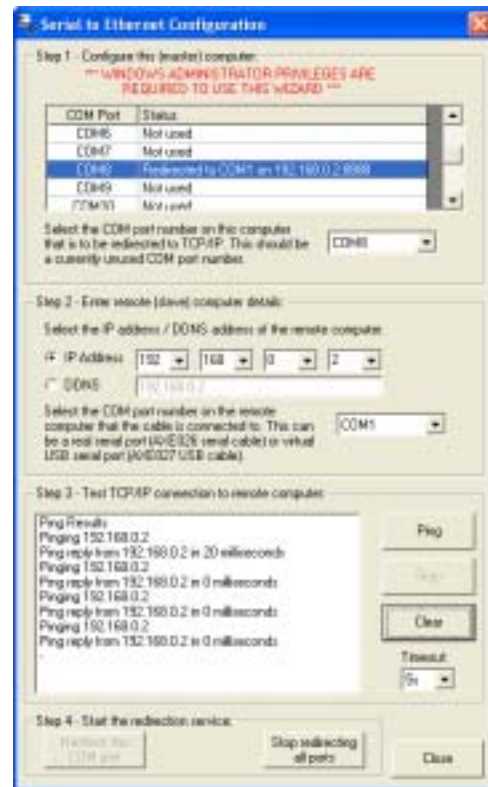 Serial to Ethernet Configuration
Step 1 - Configure this (master) computer:
*** WINDOWS ADMINISTRATOR PRIVILEGES ARE
REQUIRED TO USE THIS WIZARD ***
COM Port Status
COM6 Not used
COM7 Not used
COM8 Redirected to COM1 on 192.168.0.2:8988
COM9 Not used
COM10 Not used
Select the COM port number on this computer
that is to be redirected to TCP/IP. This should be
a currently unused COM port number.
COM8
Step 2 - Enter remote (slave) computer details:
Select the IP address / DDNS address of the remote computer
IP Address 192 168 0 2
DDNS 192.168.0.2
Select the COM port number on the remote
computer that the cable is connected to. This can
be a real serial port (AXE026 serial cable) or virtual
USB serial port (AXE027 USB cable).
COM1
Step 3 - Test TCP/IP connection to remote computer:
Ping Results
Pinging 192.168.0.2
Ping reply from 192.168.0.2 in 20 milliseconds
Pinging 192.168.0.2
Ping reply from 192.168.0.2 in 0 milliseconds
Pinging 192.168.0.2
Ping reply from 192.168.0.2 in 0 milliseconds
Pinging 192.168.0.2
Ping reply from 192.168.0.2 in 0 milliseconds
Ping
Stop
Clear
Timeout:
5s
Step 4 - Start the redirection service:
Redirect this
COM port
Stop redirecting
all ports
Close